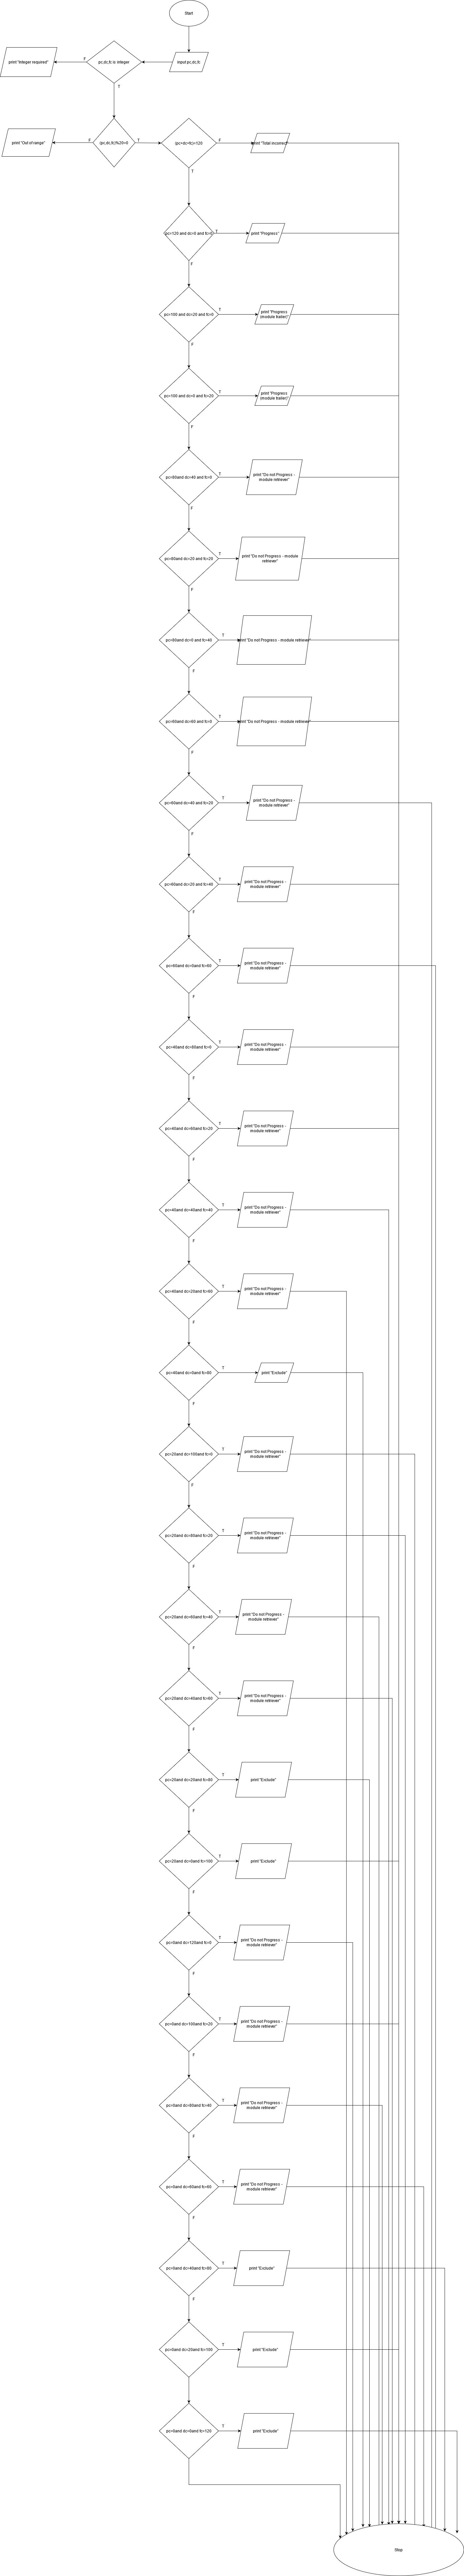 Start
input pc,dc,fc
pc,dc,fc is integer
F
print "Integer required"
T
(pc,dc,fc)%20=0
F
print "Out of range"
T
(pc+dc+fc)=120
F
print "Total incorrect"
T
pc=120 and dc=0 and fc=0
T
print "Progress"
F
pc=100 and dc=20 and fc=0
T
print "Progress
(module trailer)"
F
pc=100 and dc=0 and fc=20
T
print "Progress
(module trailer)"
F
pc=80and dc=40 and fc=0
T
print "Do not Progress -
module retriever"
F
pc=80and dc=20 and fc=20
T
print "Do not Progress - module
retriever"
F
pc=80and dc=0 and fc=40
T
print "Do not Progress - module retriever"
F
pc=60and dc=60 and fc=0
T
print "Do not Progress - module retriever"
F
pc=60and dc=40 and fc=20
T
print "Do not Progress -
module retriever"
F
pc=60and dc=20 and fc=40
T
print "Do not Progress -
module retriever"
F
pc=60and dc=0and fc=60
T
print "Do not Progress -
module retriever"
F
pc=40and dc=80and fc=0
T
print "Do not Progress -
module retriever"
F
pc=40and dc=60and fc=20
T
print "Do not Progress -
module retriever"
F
pc=40and dc=40and fc=40
T
print "Do not Progress -
module retriever"
F
pc=40and dc=20and fc=60
T
print "Do not Progress -
module retriever"
F
pc=40and dc=0and fc=80
T
print "Exclude"
F
pc=20and dc=100and fc=0
T
print "Do not Progress -
module retriever"
F
pc=20and dc=80and fc=20
T
print "Do not Progress -
module retriever"
F
pc=20and dc=60and fc=40
T
print "Do not Progress -
module retriever"
F
pc=20and dc=40and fc=60
T
print "Do not Progress -
module retriever"
F
pc=20and dc=20and fc=80
T
print "Exclude"
F
pc=20and dc=0and fc=100
T
print "Exclude"
F
pc=0and dc=120and fc=0
T
print "Do not Progress -
module retriever"
F
pc=0and dc=100and fc=20
T
print "Do not Progress -
module retriever"
F
pc=0and dc=80and fc=40
T
print "Do not Progress -
module retriever"
F
pc=0and dc=60and fc=60
T
print "Do not Progress -
module retriever"
F
pc=0and dc=40and fc=80
T
print "Exclude"
F
pc=0and dc=20and fc=100
T
print "Exclude"
pc=0and dc=0and fc=120
T
print "Exclude"
Stop